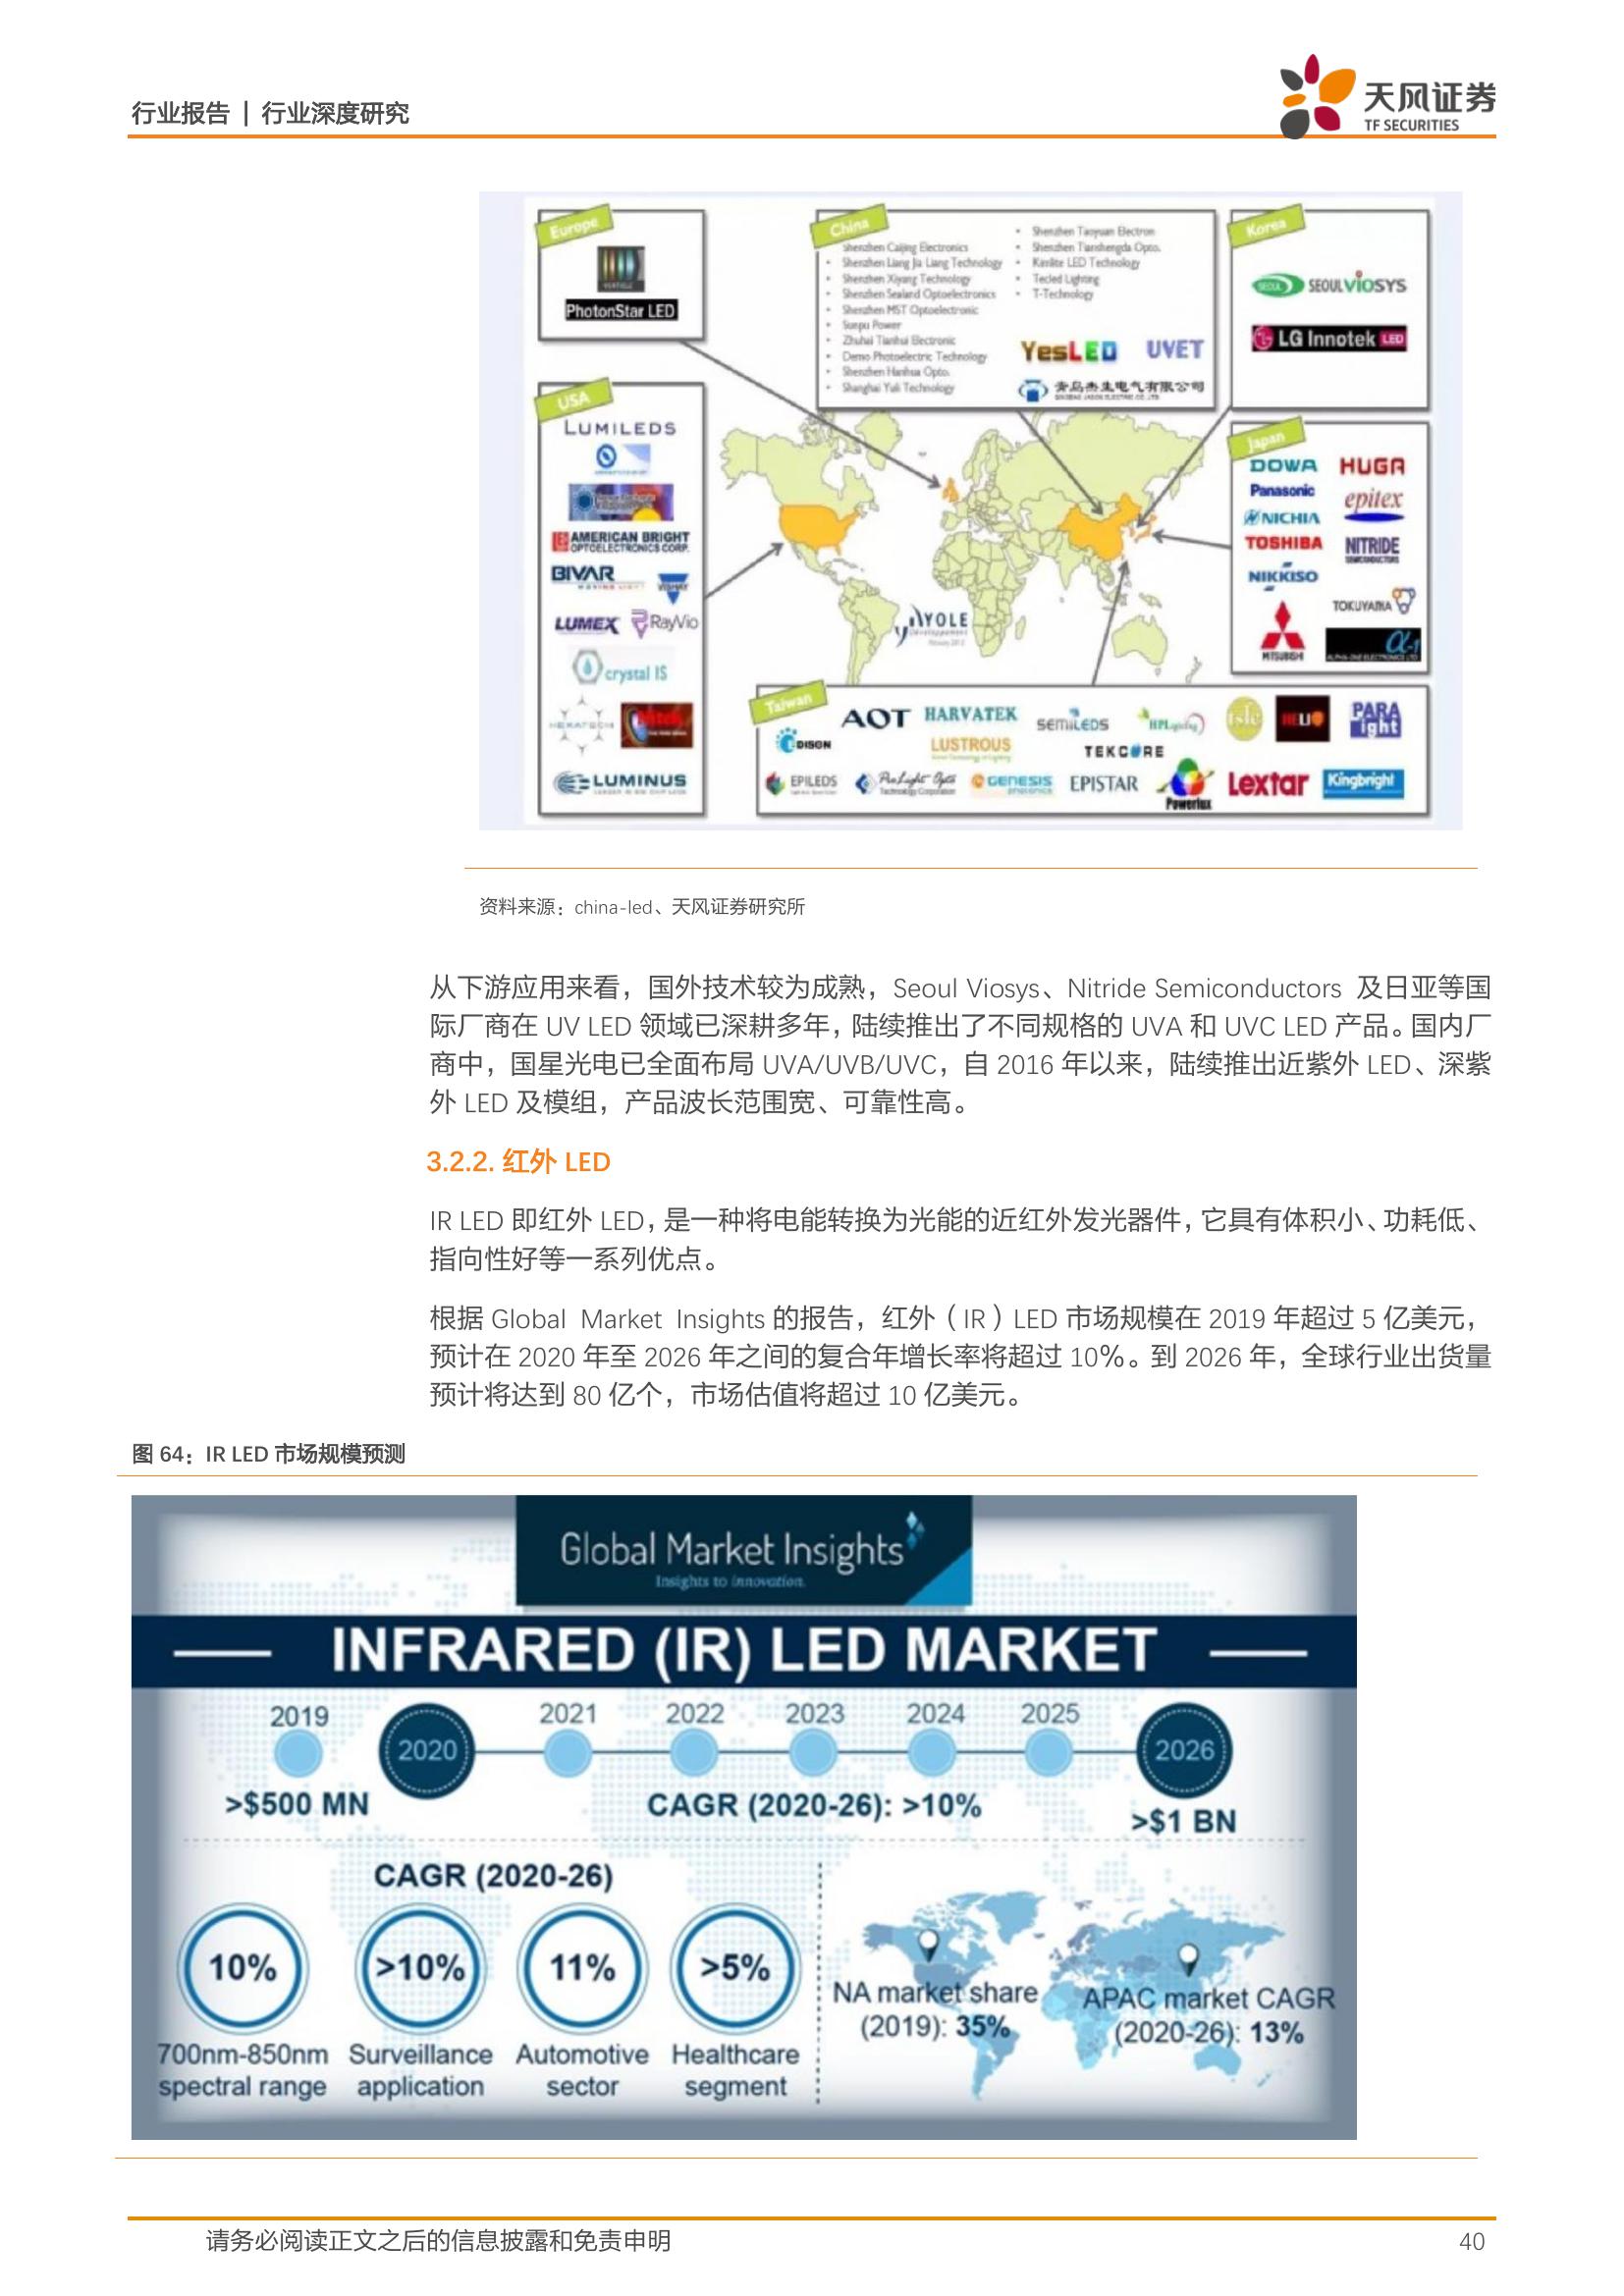 行业报告 | 行业深度研究
天风证券
TF SECURITIES
Europe
PhotonStar LED
China
Shenzhen Caijing Electronics
Shenzhen Liang Jia Liang Technology
Shenzhen Xiyang Technology
Shenzhen Sealand Optoelectronics
Shenzhen MST Optoelectronic
Sunpu Power
Zhuhai Tianhui Electronic
Demo Photoelectric Technology
Shenzhen Hanhua Opto.
Shanghai Yuli Technology
Shenzhen Taoyuan Electron
Shenzhen Tianshengda Opto.
Kenlite LED Technology
Tecled Lighting
T-Technology
YesLED
UVET
青岛杰生电气有限公司
Korea
SEOUL VIOSYS
LG Innotek LED
USA
LUMILEDS
AMERICAN BRIGHT
OPTOELECTRONICS CORP.
BIVAR
VISHAY
LUMEX
RayVio
crystal IS
HEXATECH
LUMINUS
Japan
DOWA
HUGA
Panasonic
epitex
NICHIA
TOSHIBA
NITRIDE
SEMICONDUCTORS
NIKKISO
TOKUYAMA
MITSUBISHI
α-1
YOLE
Développement
Taiwan
EDISON
AOT
HARVATEK
LUSTROUS
SEMILEDS
HPLighting
TEKCORE
isle
HELIO
PARA
Light
EPILEDS
ProLight Opto
Technology Corporation
GENESIS
photonics
EPISTAR
Powerlux
Lextar
Kingbright
资料来源：china-led、天风证券研究所
从下游应用来看，国外技术较为成熟，Seoul Viosys、Nitride Semiconductors 及日亚等国
际厂商在 UV LED 领域已深耕多年，陆续推出了不同规格的 UVA 和 UVC LED 产品。国内厂
商中，国星光电已全面布局 UVA/UVB/UVC，自 2016 年以来，陆续推出近紫外 LED、深紫
外 LED 及模组，产品波长范围宽、可靠性高。
3.2.2. 红外 LED
IR LED 即红外 LED，是一种将电能转换为光能的近红外发光器件，它具有体积小、功耗低、
指向性好等一系列优点。
根据 Global Market Insights 的报告，红外（IR）LED 市场规模在 2019 年超过 5 亿美元，
预计在 2020 年至 2026 年之间的复合年增长率将超过 10%。到 2026 年，全球行业出货量
预计将达到 80 亿个，市场估值将超过 10 亿美元。
图 64：IR LED 市场规模预测
Global Market Insights
Insights to innovation
INFRARED (IR) LED MARKET
2019 2020 2021 2022 2023 2024 2025 2026
>$500 MN
CAGR (2020-26): >10%
>$1 BN
CAGR (2020-26)
10% >10% 11% >5%
700nm-850nm
spectral range
Surveillance
application
Automotive
sector
Healthcare
segment
NA market share
(2019): 35%
APAC market CAGR
(2020-26): 13%
请务必阅读正文之后的信息披露和免责申明
40